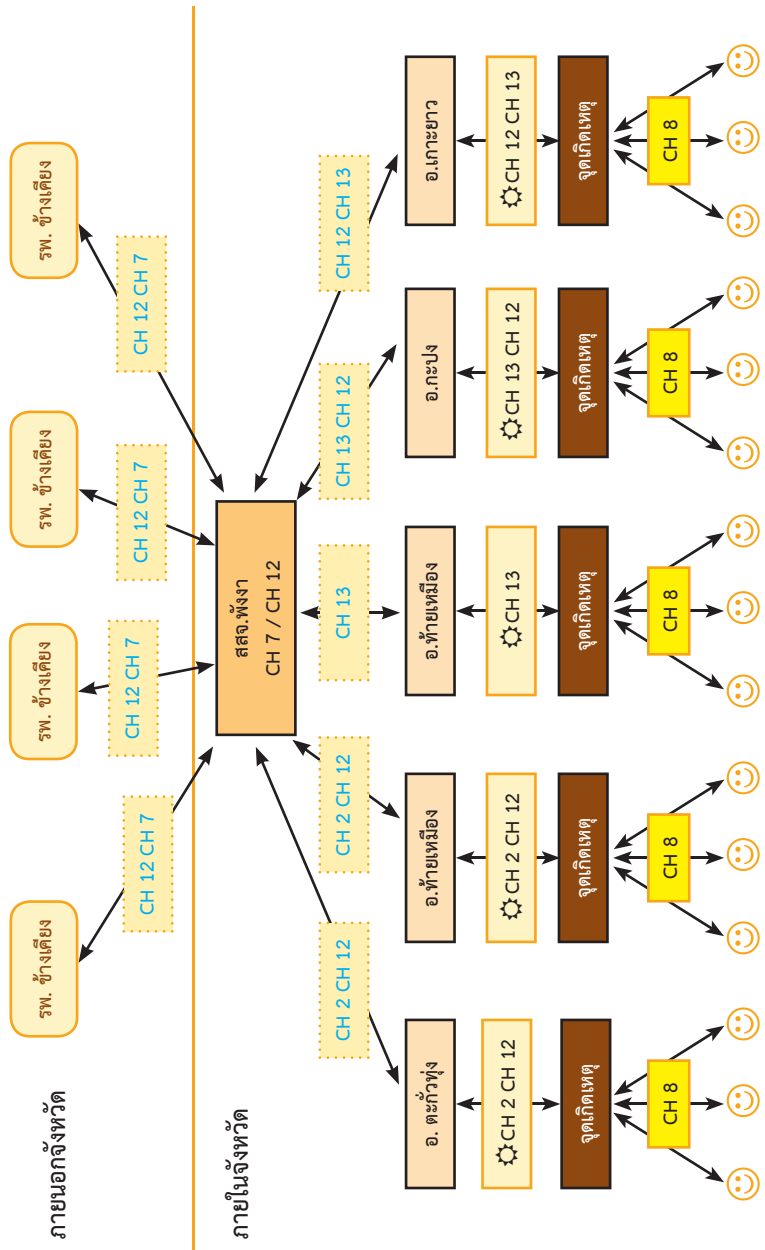 ภายนอกจังหวัด
รพ. ข้างเคียง
รพ. ข้างเคียง
รพ. ข้างเคียง
รพ. ข้างเคียง
CH 12 CH 7
CH 12 CH 7
CH 12 CH 7
CH 12 CH 7
ภายในจังหวัด
สสจ.พังงา
CH 7 / CH 12
CH 2 CH 12
CH 2 CH 12
CH 13
CH 13 CH 12
CH 12 CH 13
อ. ตะกั่วทุ่ง
อ.ท้ายเหมือง
อ.ท้ายเหมือง
อ.กะปง
อ.เกาะยาว
CH 2 CH 12
CH 2 CH 12
CH 13
CH 13 CH 12
CH 12 CH 13
จุดเกิดเหตุ
จุดเกิดเหตุ
จุดเกิดเหตุ
จุดเกิดเหตุ
จุดเกิดเหตุ
CH 8
CH 8
CH 8
CH 8
CH 8